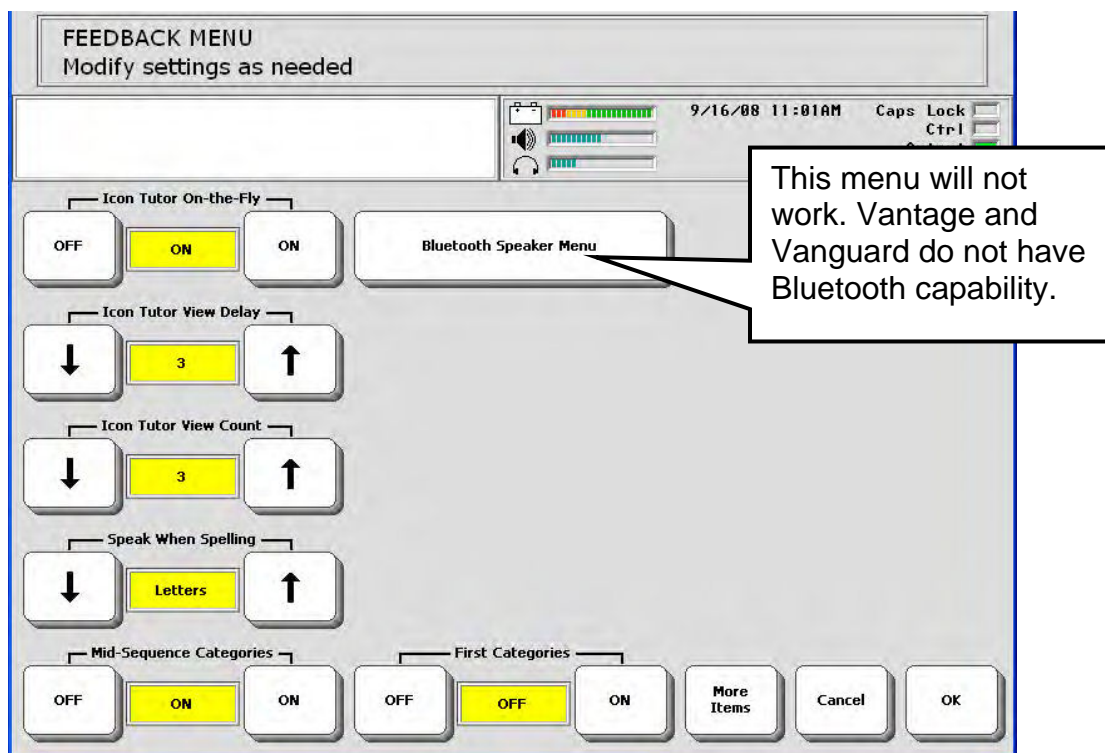 FEEDBACK MENU
Modify settings as needed
9/16/08 11:01AM Caps Lock
Ctrl
This menu will not
work. Vantage and
Vanguard do not have
Bluetooth capability.
Icon Tutor On-the-Fly
OFF ON ON
Bluetooth Speaker Menu
Icon Tutor View Delay
↓ 3 ↑
Icon Tutor View Count
↓ 3 ↑
Speak When Spelling
↓ Letters ↑
Mid-Sequence Categories
OFF ON ON
First Categories
OFF OFF ON
More
Items
Cancel
OK